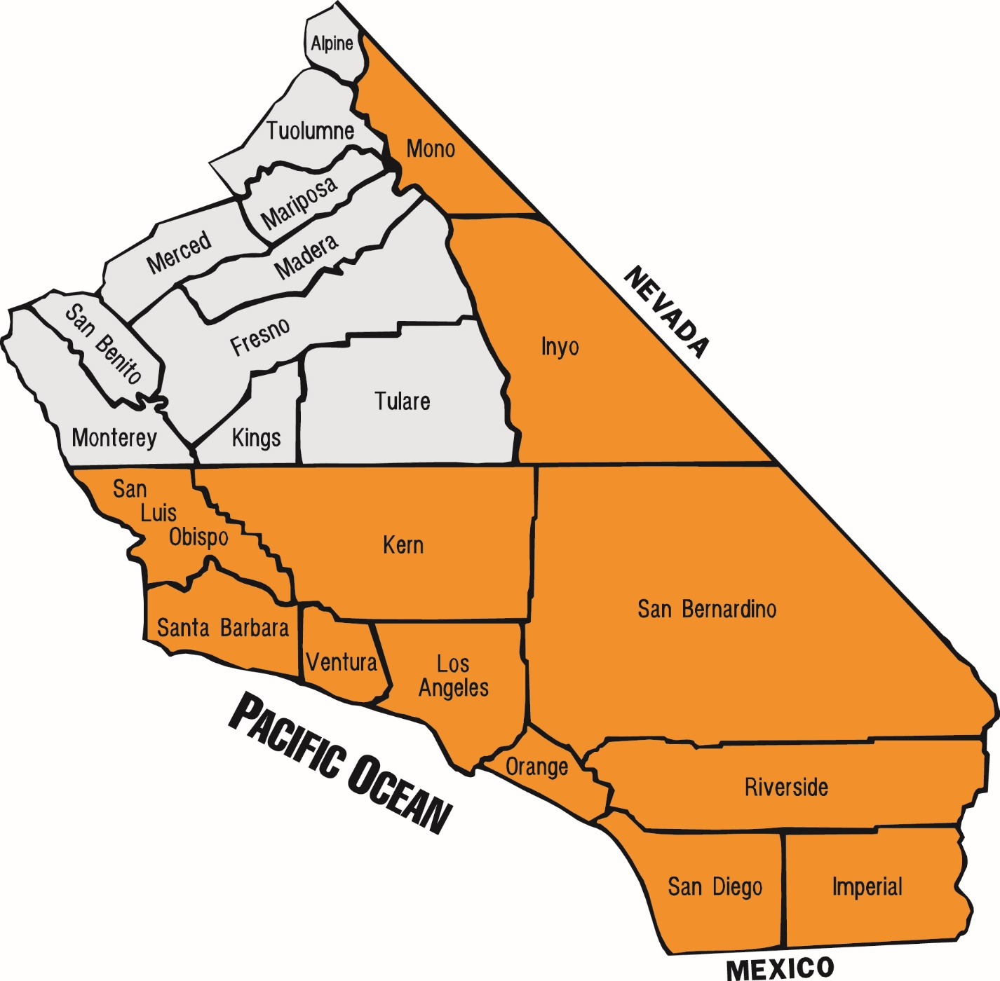 Alpine
Tuolumne
Mono
Mariposa
Merced
Madera
NEVADA
San Benito
Fresno
Inyo
Tulare
Monterey
Kings
San
Luis
Obispo
Kern
San Bernardino
Santa Barbara
Ventura
Los
Angeles
PACIFIC OCEAN
Orange
Riverside
San Diego
Imperial
MEXICO